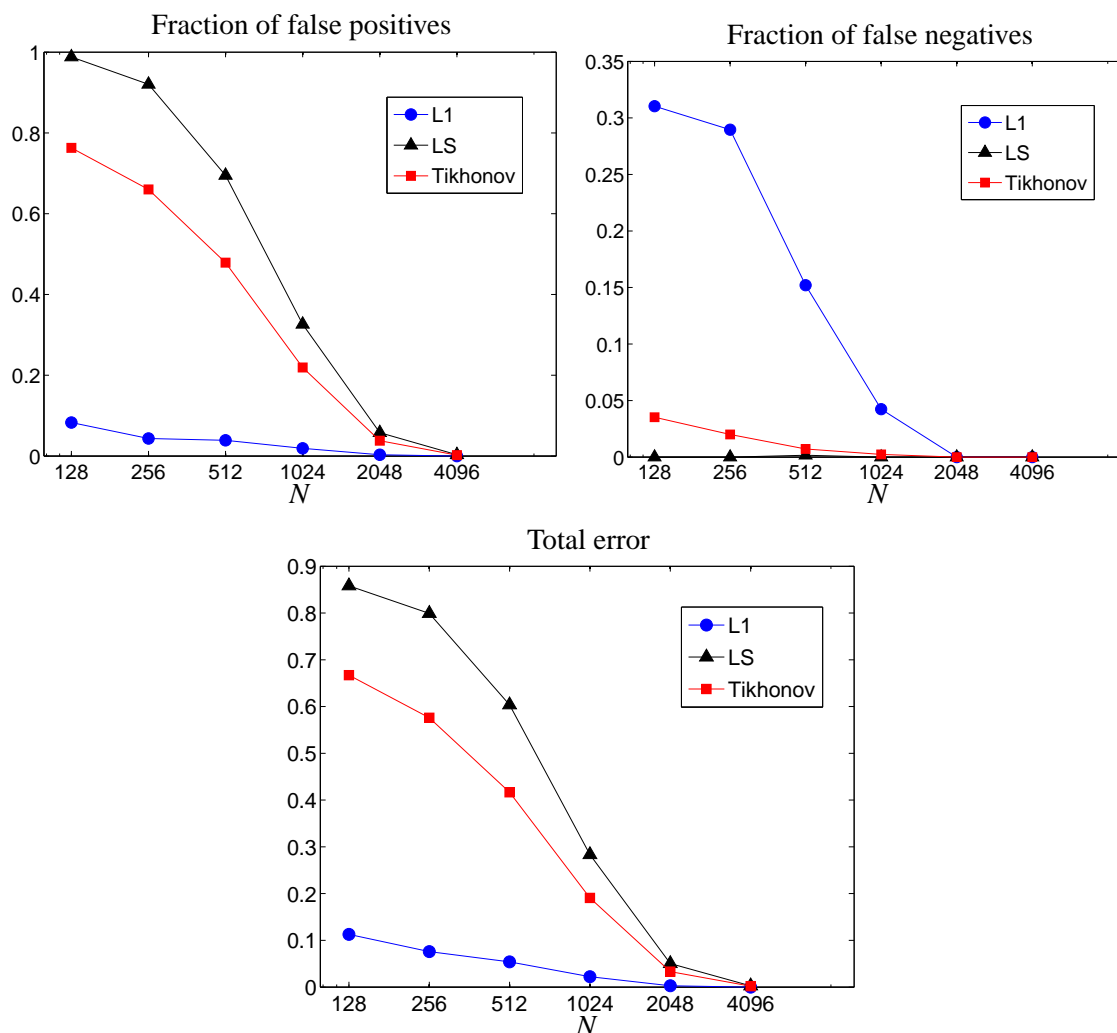 Fraction of false positives
1
0.8
0.6
0.4
0.2
0
128 256 512 1024 2048 4096
N
L1
LS
Tikhonov
Fraction of false negatives
0.35
0.3
0.25
0.2
0.15
0.1
0.05
0
128 256 512 1024 2048 4096
N
L1
LS
Tikhonov
Total error
0.9
0.8
0.7
0.6
0.5
0.4
0.3
0.2
0.1
0
128 256 512 1024 2048 4096
N
L1
LS
Tikhonov